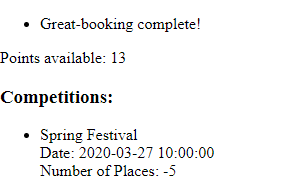 Great-booking complete!
Points available: 13
Competitions:
Spring Festival
Date: 2020-03-27 10:00:00
Number of Places: -5